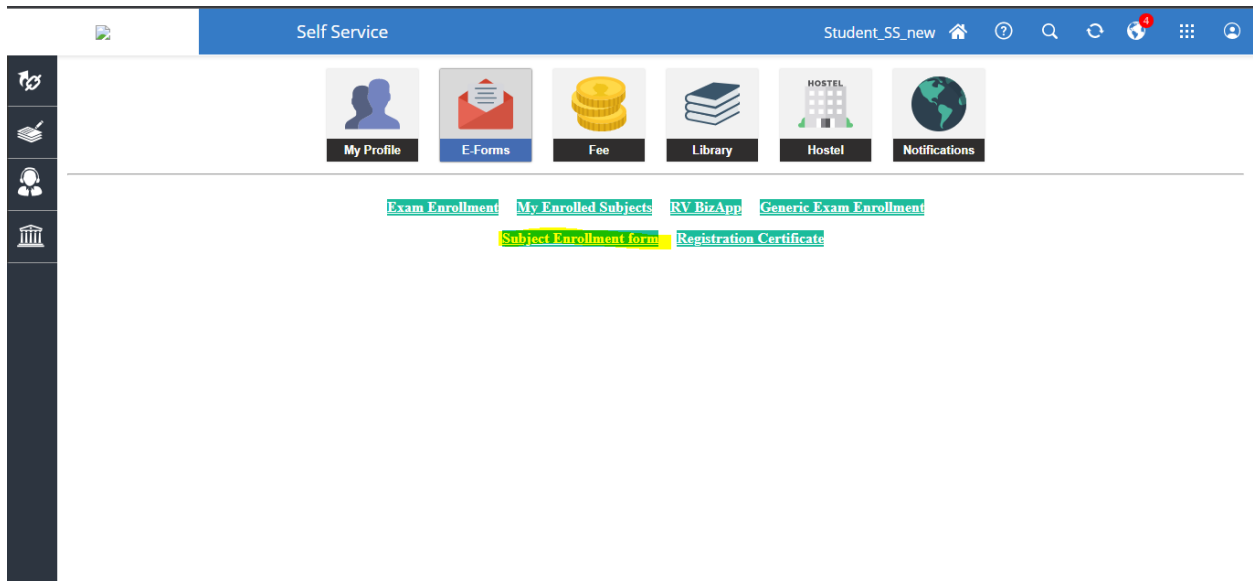 Self Service Student_SS_new 4
HOSTEL
My Profile E-Forms Fee Library Hostel Notifications
Exam Enrollment My Enrolled Subjects RV BizApp Generic Exam Enrollment
Subject Enrollment form Registration Certificate